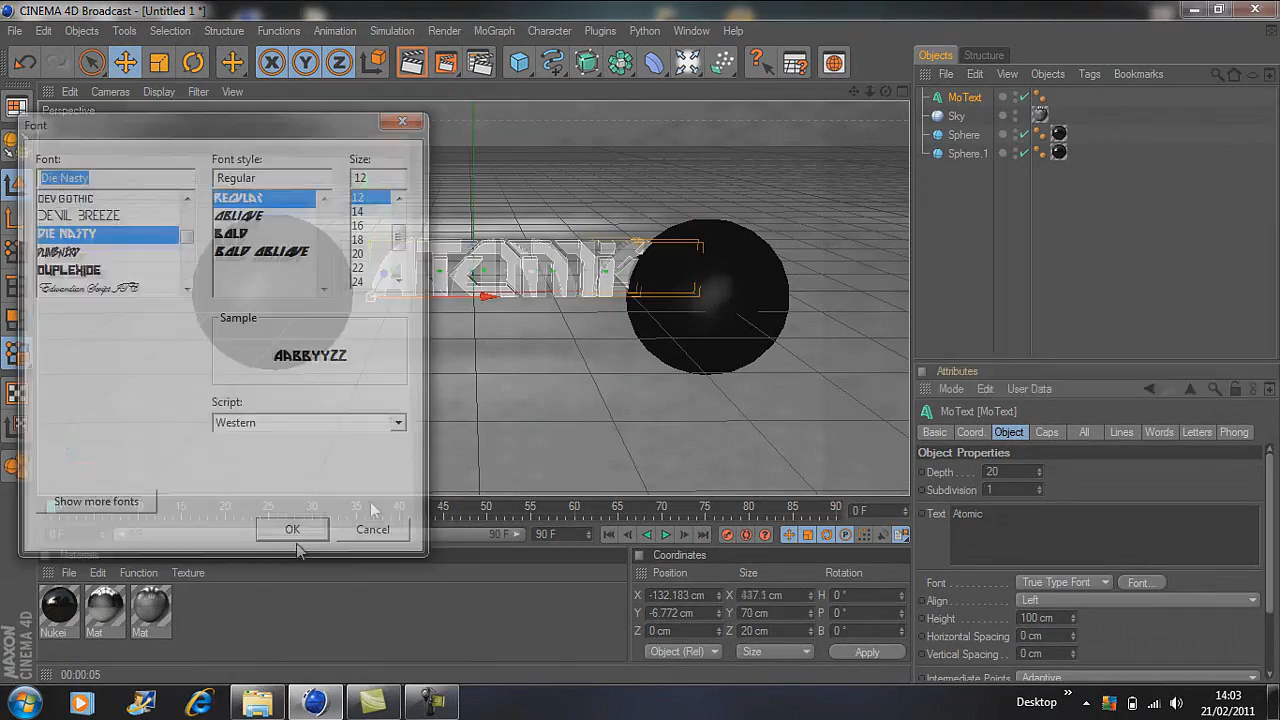 CINEMA 4D Broadcast - [Untitled 1 *]
File Edit Objects Tools Selection Structure Functions Animation Simulation Render MoGraph Character Plugins Python Window Help
Objects Structure
File Edit View Objects Tags Bookmarks
Edit Cameras Display Filter View
Perspective
MoText
Sky
Sphere
Sphere.1
Font
Font: Font style: Size:
Die Nasty Regular 12
DEV GOTHIC
DEVIL BREEZE
DIE NASTY
DUPLEXIDE
Edwardian Script ITC
REGULAR
OBLIQUE
BOLD
BOLD OBLIQUE
12
14
16
18
20
22
24
Sample
AABBYYZZ
Script:
Western
Show more fonts
OK Cancel
Atomic
Attributes
Mode Edit User Data
MoText [MoText]
Basic Coord. Object Caps All Lines Words Letters Phong
Object Properties
Depth 20
Subdivision 1
Text Atomic
Font True Type Font Font...
Align Left
Height 100 cm
Horizontal Spacing 0 cm
Vertical Spacing 0 cm
Intermediate Points Adaptive
15 20 25 30 35 40 45 50 55 60 65 70 75 80 85 90 0 F
0 F 90 F 90 F
Materials
File Edit Function Texture
Nukei Mat Mat
Coordinates
Position Size Rotation
X -132.183 cm X 437.1 cm H 0 °
Y -6.772 cm Y 70 cm P 0 °
Z 0 cm Z 20 cm B 0 °
Object (Rel) Size Apply
MAXON CINEMA 4D
00:00:05
Desktop
14:03
21/02/2011